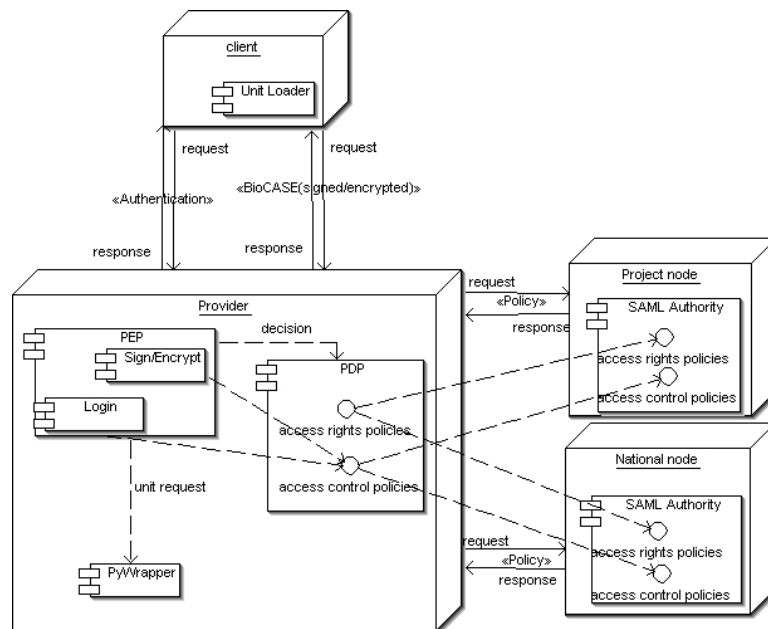 client
Unit Loader
request
request
«BioCASE(signed/encrypted)»
«Authentication»
response
response
Provider
PEP
Sign/Encrypt
Login
decision
PDP
access rights policies
access control policies
unit request
PyWrapper
request
«Policy»
response
Project node
SAML Authority
access rights policies
access control policies
request
«Policy»
response
National node
SAML Authority
access rights policies
access control policies